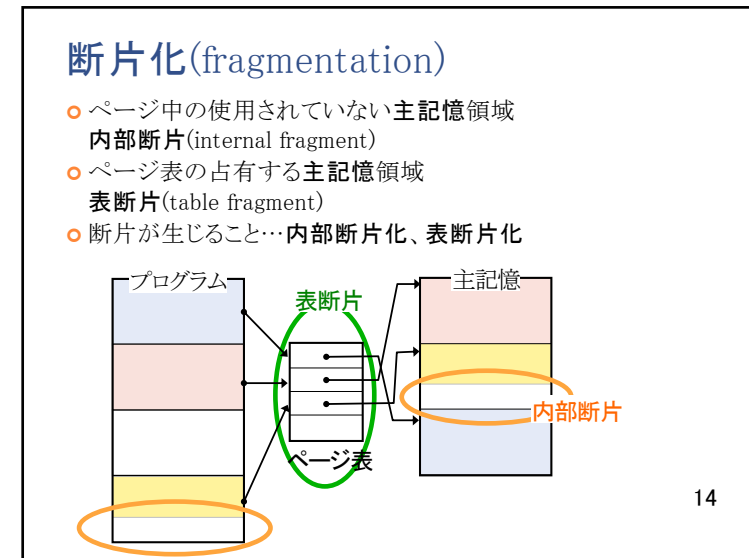 断片化(fragmentation)
ページ中の使用されていない主記憶領域
内部断片(internal fragment)
ページ表の占有する主記憶領域
表断片(table fragment)
断片が生じること…内部断片化、表断片化
プログラム
表断片
主記憶
内部断片
ページ表
14